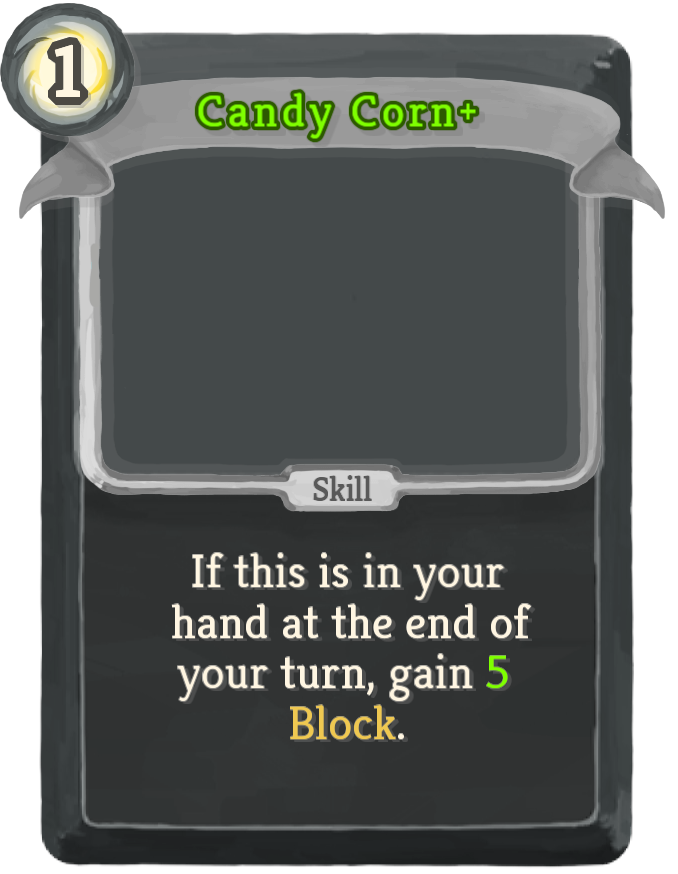 1
Candy Corn+
Skill
If this is in your
hand at the end of
your turn, gain 5
Block.